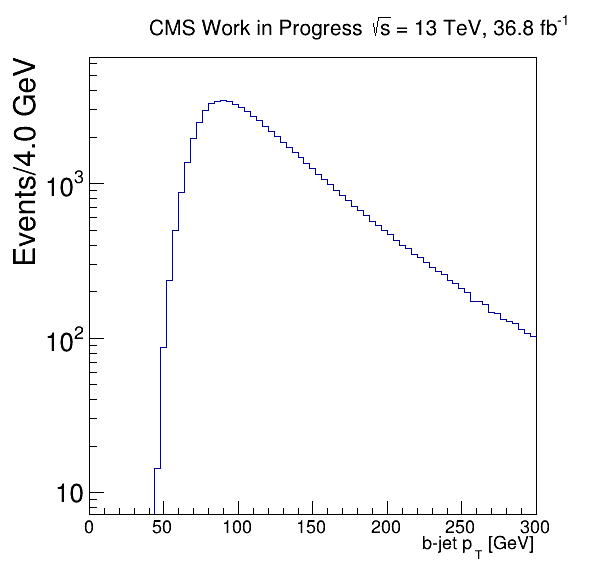 CMS Work in Progress √s = 13 TeV, 36.8 fb⁻¹
Events/4.0 GeV
10³
10²
10
0 50 100 150 200 250 300
b-jet p_T [GeV]